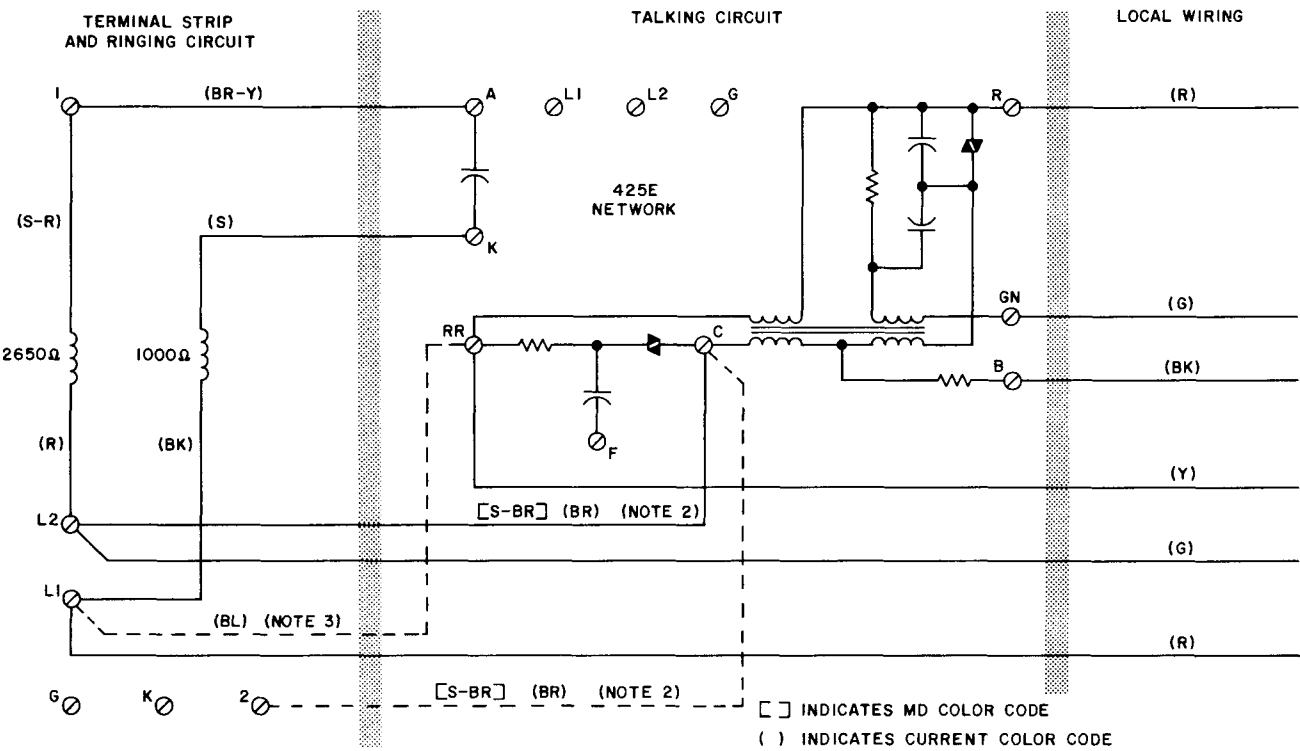 TERMINAL STRIP
AND RINGING CIRCUIT
TALKING CIRCUIT
LOCAL WIRING
I
(BR-Y)
A
L1
L2
G
R
(R)
425E
NETWORK
(S-R)
(S)
K
GN
(G)
RR
C
2650Ω
1000Ω
B
(BK)
(R)
(BK)
F
(Y)
[S-BR] (BR) (NOTE 2)
L2
(G)
L1
(BL) (NOTE 3)
(R)
G
K
2
[S-BR] (BR) (NOTE 2)
[ ] INDICATES MD COLOR CODE
( ) INDICATES CURRENT COLOR CODE